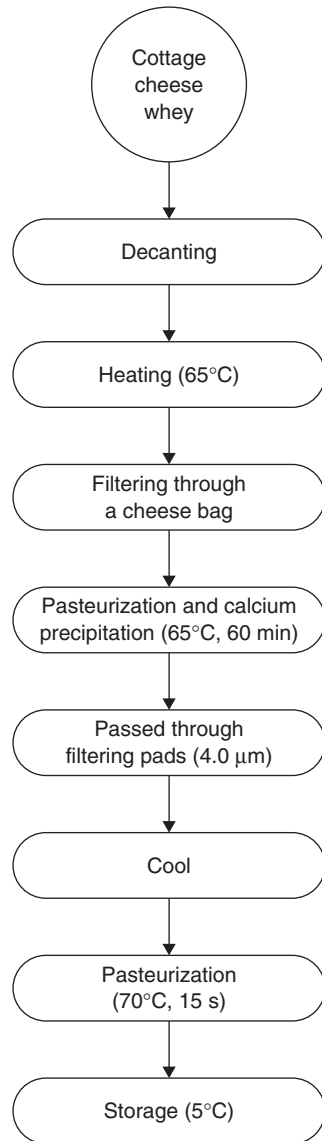 Cottage
cheese
whey
Decanting
Heating (65°C)
Filtering through
a cheese bag
Pasteurization and calcium
precipitation (65°C, 60 min)
Passed through
filtering pads (4.0 μm)
Cool
Pasteurization
(70°C, 15 s)
Storage (5°C)